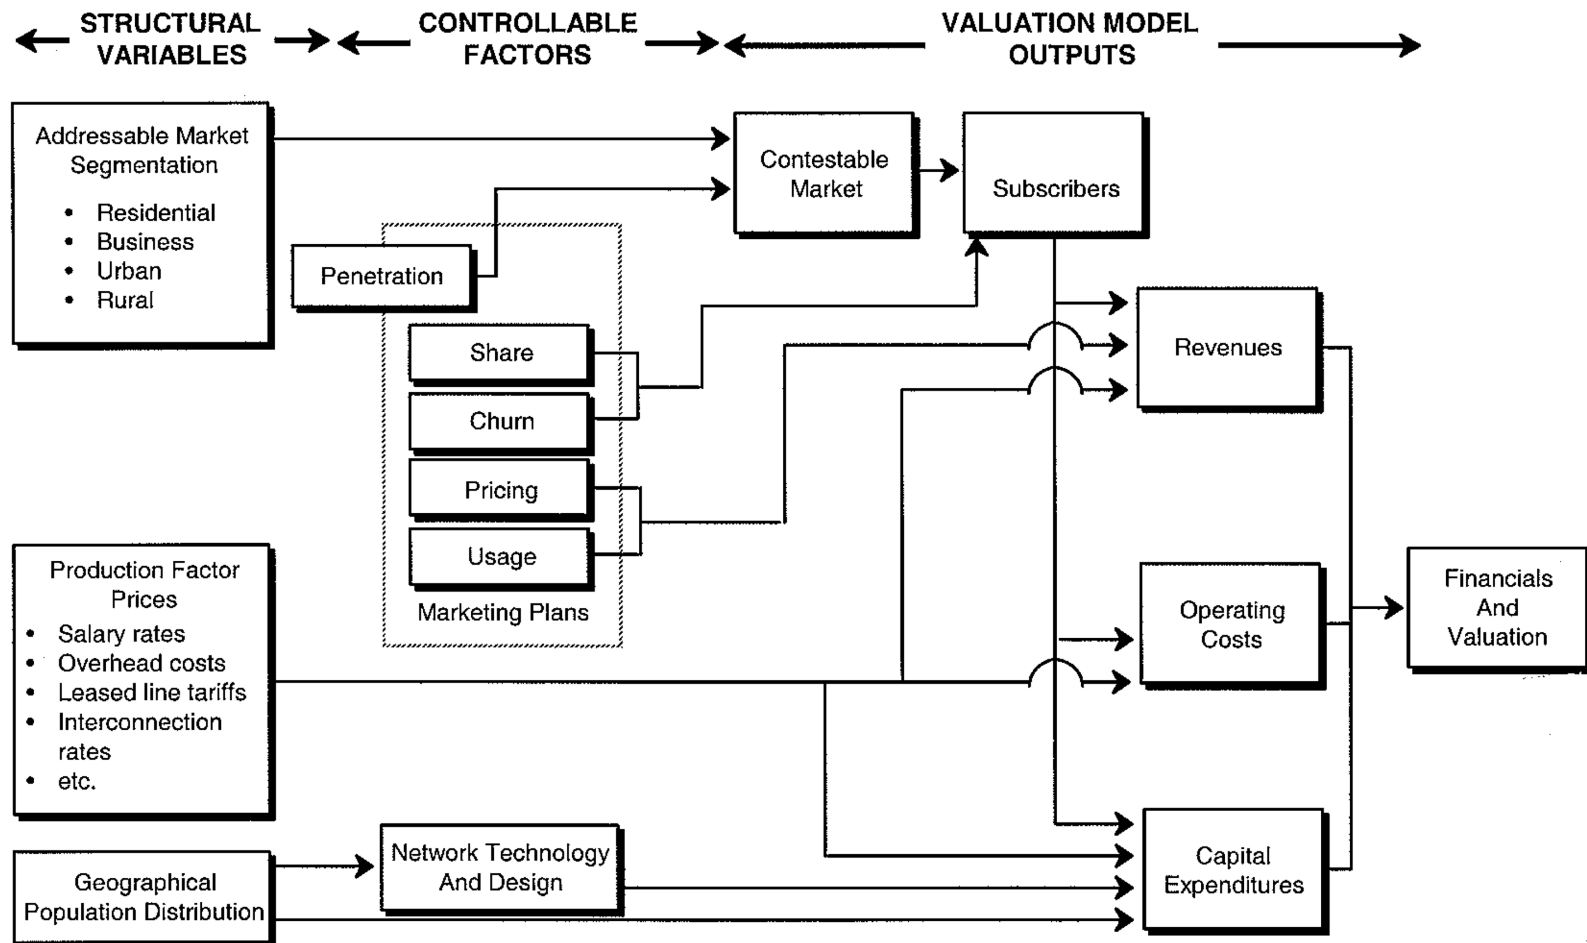 STRUCTURAL
VARIABLES
CONTROLLABLE
FACTORS
VALUATION MODEL
OUTPUTS
Addressable Market
Segmentation
• Residential
• Business
• Urban
• Rural
Contestable
Market
Subscribers
Penetration
Share
Churn
Pricing
Usage
Marketing Plans
Revenues
Production Factor
Prices
• Salary rates
• Overhead costs
• Leased line tariffs
• Interconnection
rates
• etc.
Operating
Costs
Financials
And
Valuation
Network Technology
And Design
Geographical
Population Distribution
Capital
Expenditures